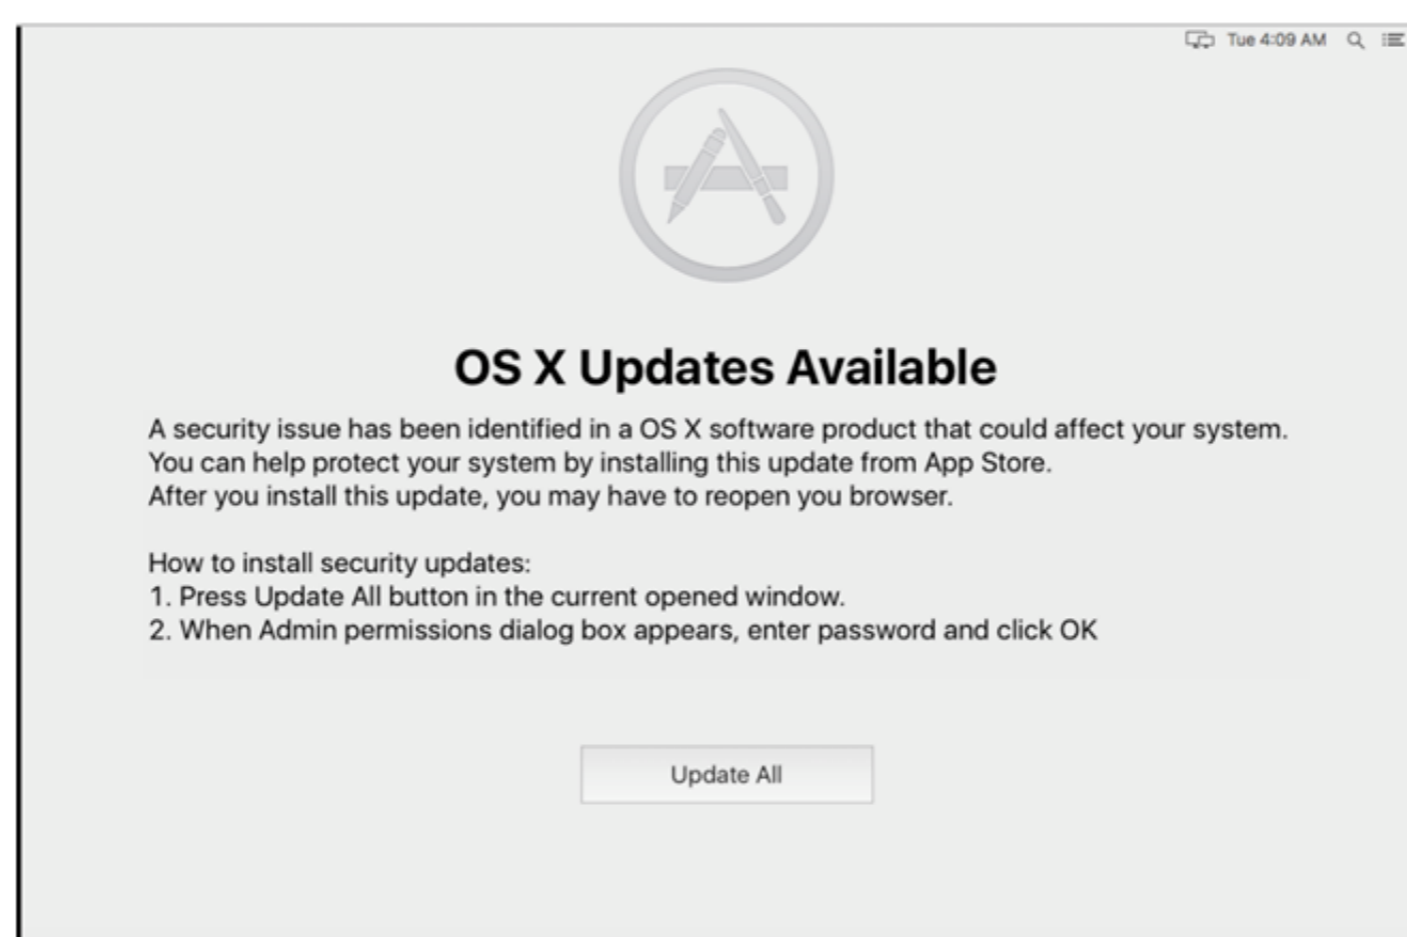 Tue 4:09 AM
OS X Updates Available
A security issue has been identified in a OS X software product that could affect your system.
You can help protect your system by installing this update from App Store.
After you install this update, you may have to reopen you browser.
How to install security updates:
1. Press Update All button in the current opened window.
2. When Admin permissions dialog box appears, enter password and click OK
Update All